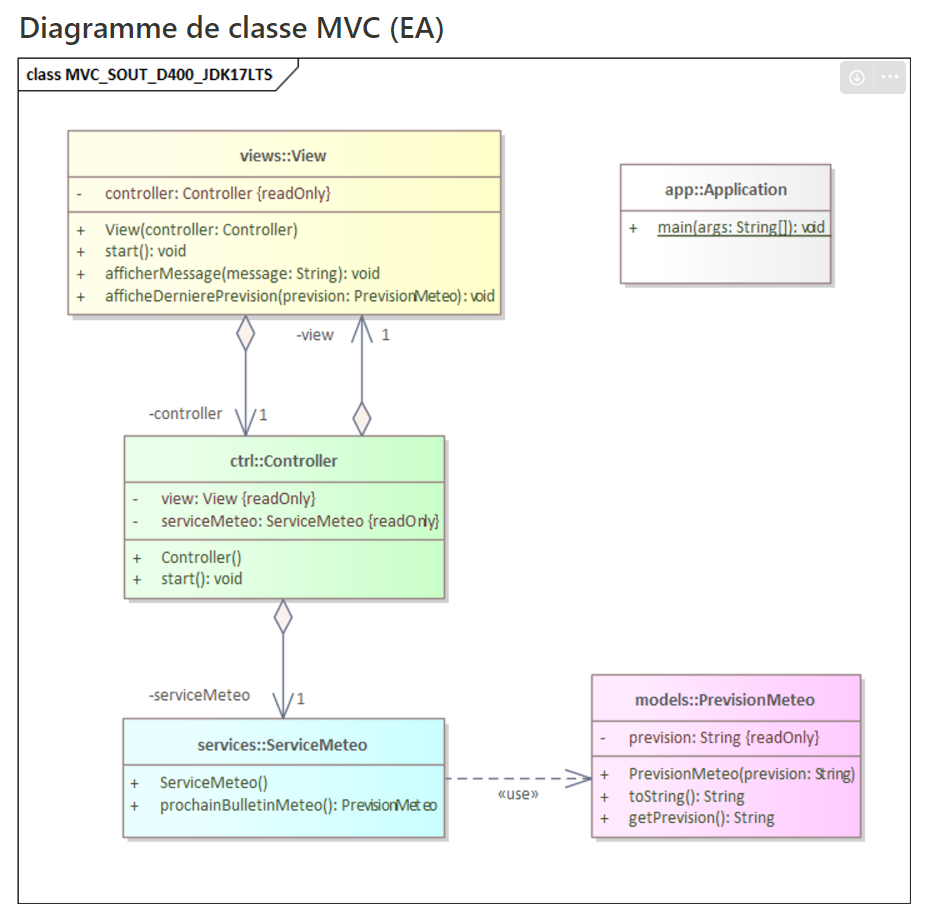 Diagramme de classe MVC (EA)
class MVC_SOUT_D400_JDK17LTS
views::View
- controller: Controller {readOnly}
+ View(controller: Controller)
+ start(): void
+ afficherMessage(message: String): void
+ afficheDernierePrevision(prevision: PrevisionMeteo): void
app::Application
+ main(args: String[]): void
-view 1
-controller 1
ctrl::Controller
- view: View {readOnly}
- serviceMeteo: ServiceMeteo {readOnly}
+ Controller()
+ start(): void
-serviceMeteo 1
services::ServiceMeteo
+ ServiceMeteo()
+ prochainBulletinMeteo(): PrevisionMeteo
«use»
models::PrevisionMeteo
- prevision: String {readOnly}
+ PrevisionMeteo(prevision: String)
+ toString(): String
+ getPrevision(): String